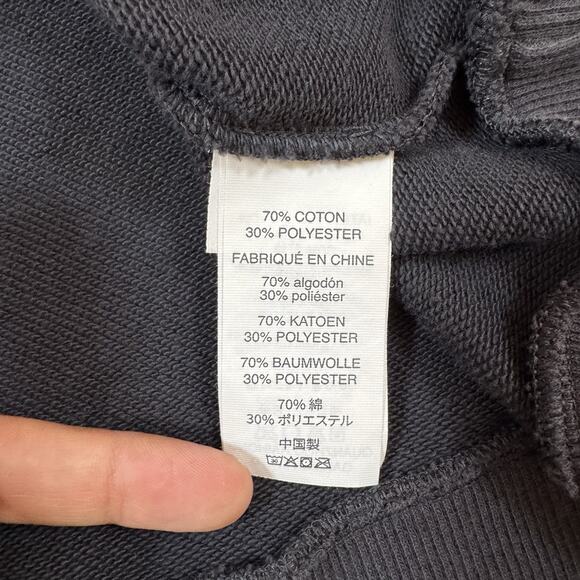 70% COTON
30% POLYESTER
FABRIQUÉ EN CHINE
70% algodón
30% poliéster
70% KATOEN
30% POLYESTER
70% BAUMWOLLE
30% POLYESTER
70% 綿
30% ポリエステル
中国製